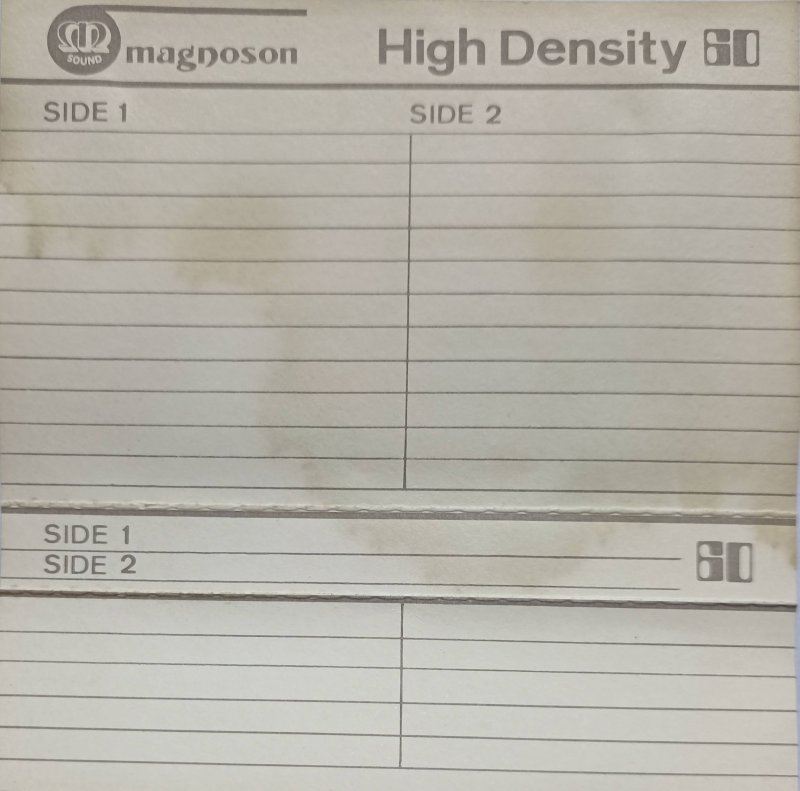 SOUND magnoson High Density 60
SIDE 1 SIDE 2
SIDE 1
SIDE 2 60